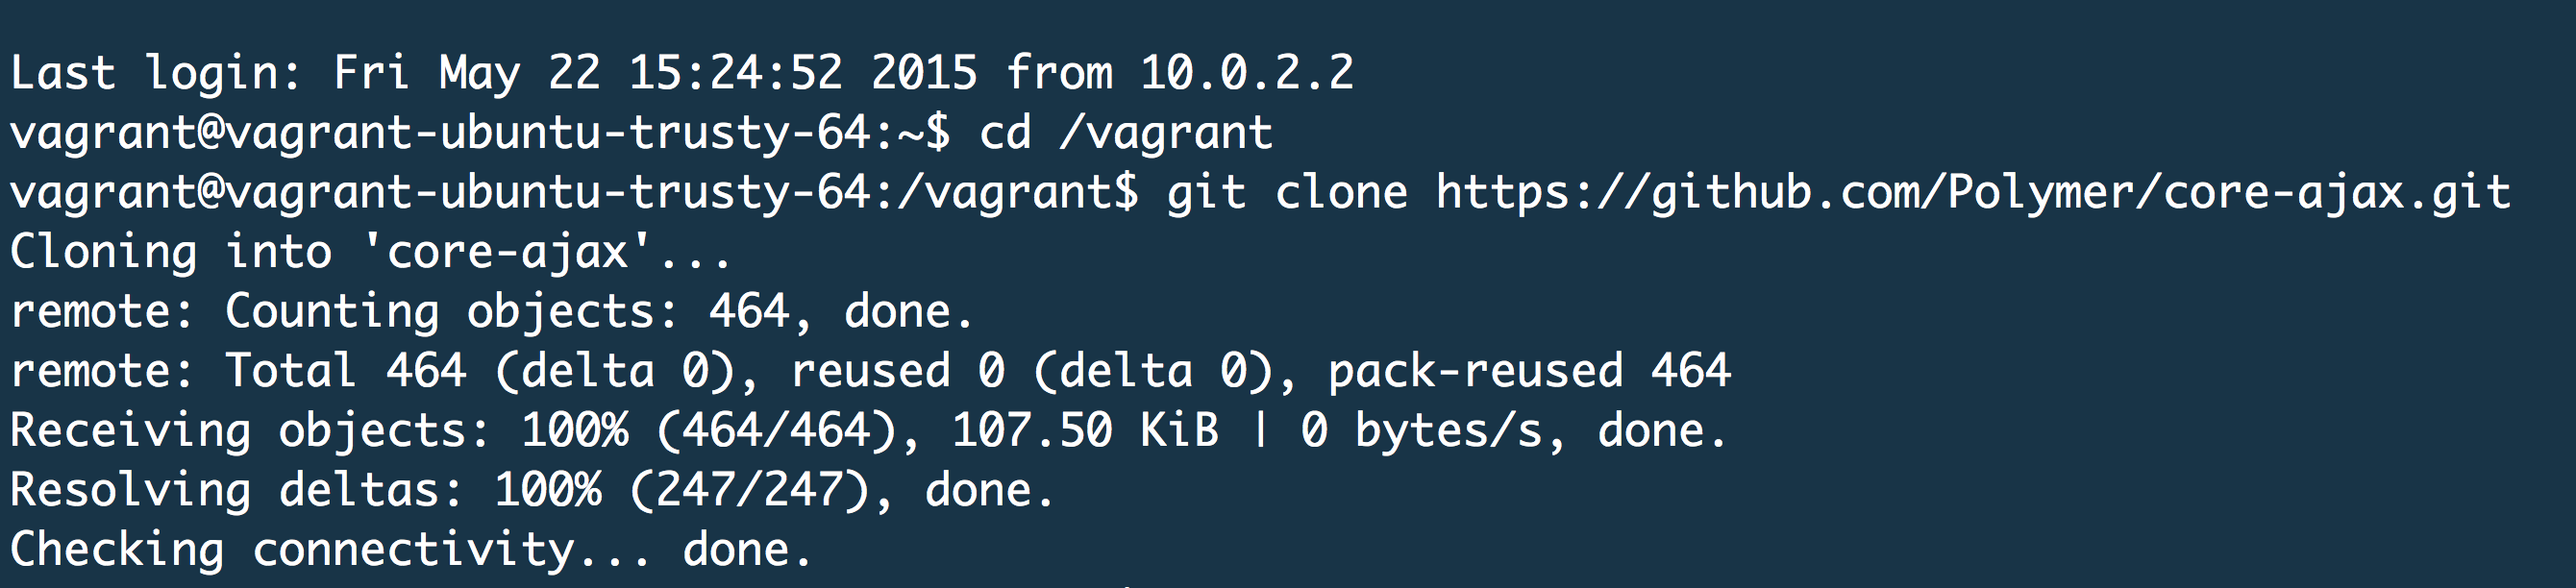 Last login: Fri May 22 15:24:52 2015 from 10.0.2.2
vagrant@vagrant-ubuntu-trusty-64:~$ cd /vagrant
vagrant@vagrant-ubuntu-trusty-64:/vagrant$ git clone https://github.com/Polymer/core-ajax.git
Cloning into 'core-ajax'...
remote: Counting objects: 464, done.
remote: Total 464 (delta 0), reused 0 (delta 0), pack-reused 464
Receiving objects: 100% (464/464), 107.50 KiB | 0 bytes/s, done.
Resolving deltas: 100% (247/247), done.
Checking connectivity... done.